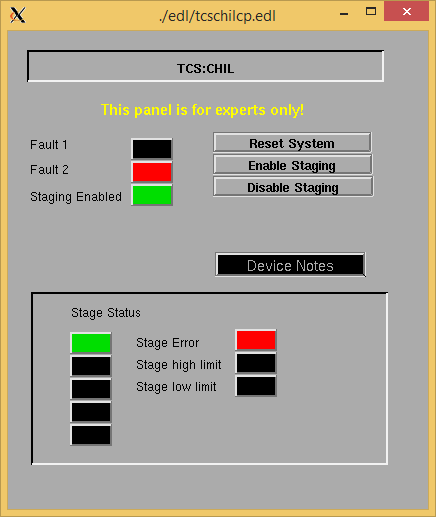 ./edl/tcschilcp.edl
TCS:CHIL
This panel is for experts only!
Fault 1
Reset System
Fault 2
Enable Staging
Staging Enabled
Disable Staging
Device Notes
Stage Status
Stage Error
Stage high limit
Stage low limit